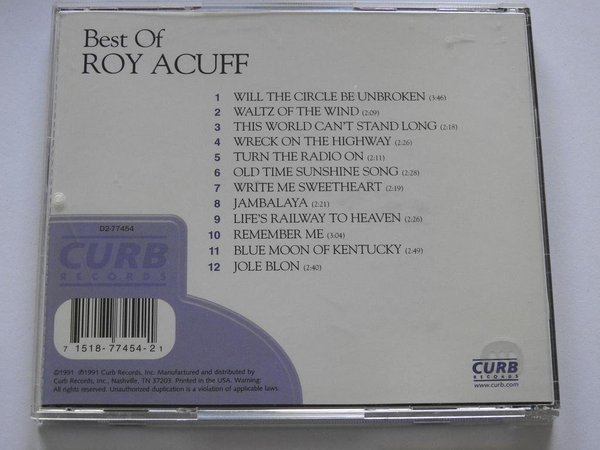 Best Of
ROY ACUFF
1 WILL THE CIRCLE BE UNBROKEN (3:46)
2 WALTZ OF THE WIND (2:09)
3 THIS WORLD CAN'T STAND LONG (2:18)
4 WRECK ON THE HIGHWAY (2:26)
5 TURN THE RADIO ON (2:11)
6 OLD TIME SUNSHINE SONG (2:28)
7 WRITE ME SWEETHEART (2:19)
8 JAMBALAYA (2:21)
9 LIFE'S RAILWAY TO HEAVEN (2:26)
10 REMEMBER ME (3:04)
11 BLUE MOON OF KENTUCKY (2:49)
12 JOLE BLON (2:40)
D2-77454
CURB
RECORDS
7 15187-77454-2 1
©1991 ℗1991 Curb Records, Inc. Manufactured and distributed by
Curb Records, Inc., Nashville, TN 37203. Printed in the USA. Warning:
All rights reserved. Unauthorized duplication is a violation of applicable laws.
CURB
RECORDS
www.curb.com